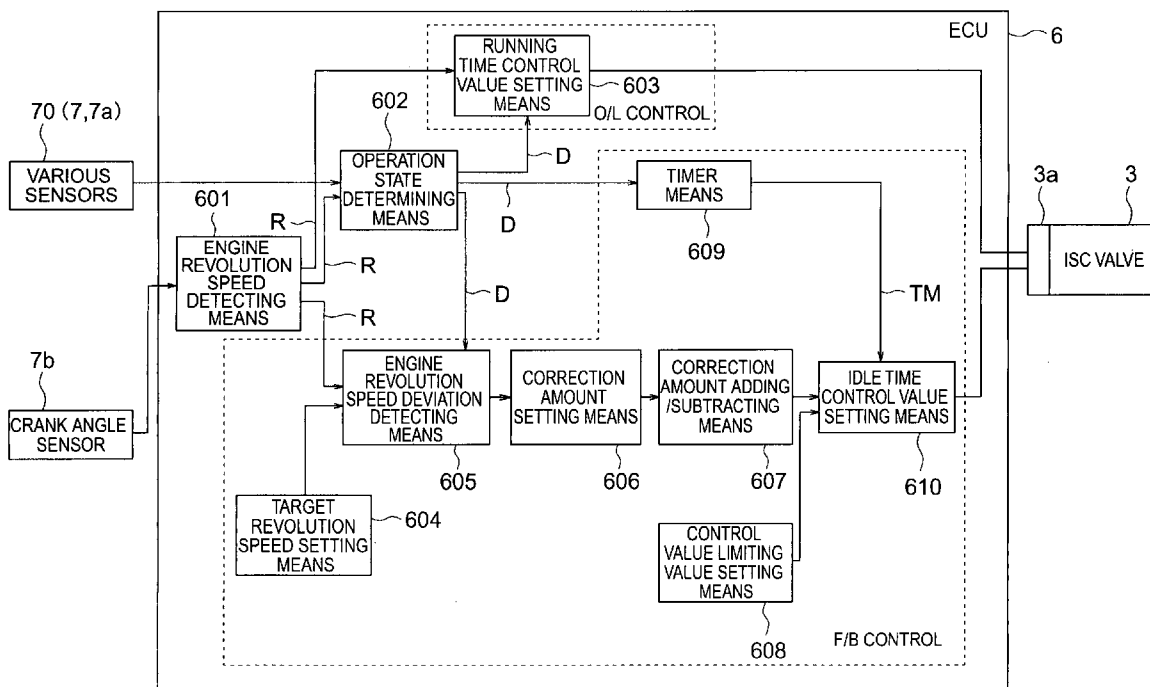 ECU
6
RUNNING
TIME CONTROL
VALUE SETTING
MEANS
603
O/L CONTROL
70 (7,7a)
VARIOUS
SENSORS
602
OPERATION
STATE
DETERMINING
MEANS
D
D
D
TIMER
MEANS
609
3a
3
ISC VALVE
601
ENGINE
REVOLUTION
SPEED
DETECTING
MEANS
R
R
R
TM
7b
CRANK ANGLE
SENSOR
ENGINE
REVOLUTION
SPEED DEVIATION
DETECTING
MEANS
605
CORRECTION
AMOUNT
SETTING MEANS
606
CORRECTION
AMOUNT ADDING
/SUBTRACTING
MEANS
607
IDLE TIME
CONTROL VALUE
SETTING MEANS
610
TARGET
REVOLUTION
SPEED SETTING
MEANS
604
CONTROL
VALUE LIMITING
VALUE SETTING
MEANS
608
F/B CONTROL